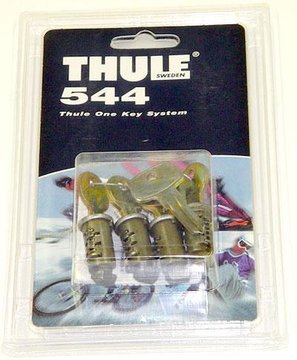 THULE®
SWEDEN
544
Thule One Key System